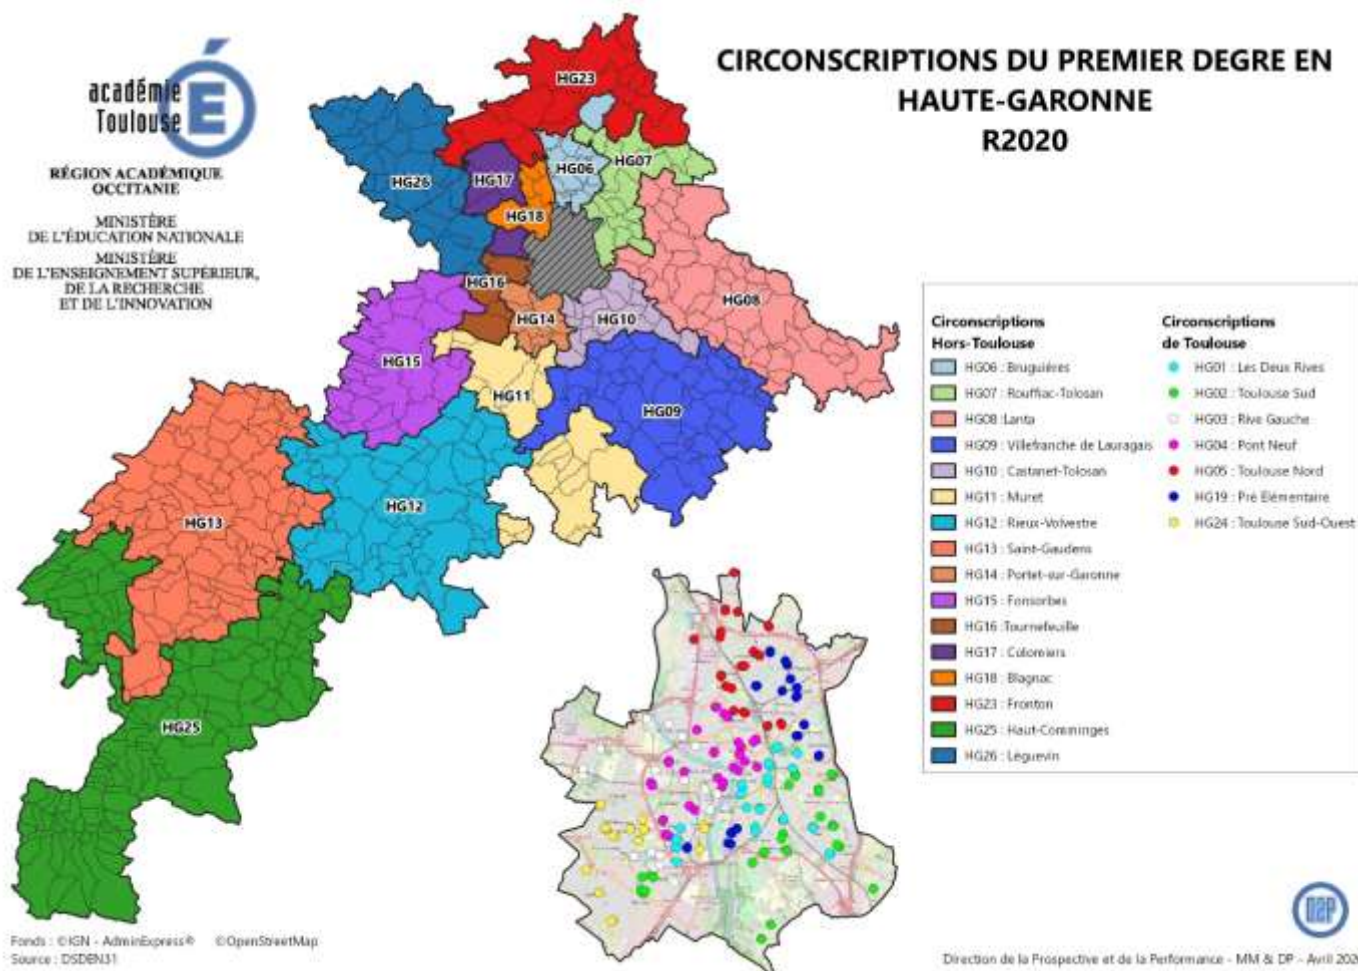 académie
Toulouse
É
RÉGION ACADÉMIQUE
OCCITANIE
MINISTÈRE
DE L'ÉDUCATION NATIONALE
MINISTÈRE
DE L'ENSEIGNEMENT SUPÉRIEUR,
DE LA RECHERCHE
ET DE L'INNOVATION
CIRCONSCRIPTIONS DU PREMIER DEGRE EN
HAUTE-GARONNE
R2020
HG23
HG06
HG07
HG26
HG17
HG18
HG16
HG08
HG14
HG10
HG15
HG11
HG09
HG12
HG13
HG25
Circonscriptions
Hors-Toulouse
HG06 : Bruguières
HG07 : Rouffiac-Tolosan
HG08 :Lanta
HG09 : Villefranche de Lauragais
HG10 : Castanet-Tolosan
HG11 : Muret
HG12 : Rieux-Volvestre
HG13 : Saint-Gaudens
HG14 : Portet-sur-Garonne
HG15 : Fonsorbes
HG16 :Tournefeuille
HG17 : Colomiers
HG18 : Blagnac
HG23 : Fronton
HG25 : Haut-Comminges
HG26 : Léguevin
Circonscriptions
de Toulouse
HG01 : Les Deux Rives
HG02 : Toulouse Sud
HG03 : Rive Gauche
HG04 : Pont Neuf
HG05 : Toulouse Nord
HG19 : Pré Elémentaire
HG24 : Toulouse Sud-Ouest
D2P
Fonds : ©IGN - AdminExpress® ©OpenStreetMap
Source : DSDEN31
Direction de la Prospective et de la Performance - MM & DP - Avril 2020